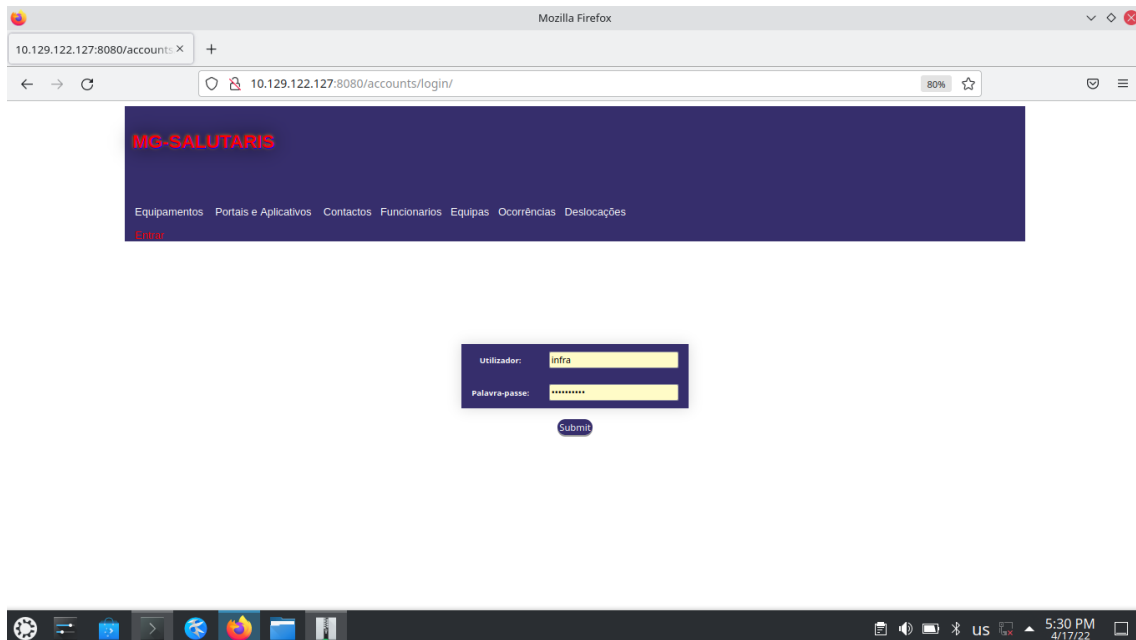 Mozilla Firefox
10.129.122.127:8080/accounts
10.129.122.127:8080/accounts/login/
80%
MG-SALUTARIS
Equipamentos Portais e Aplicativos Contactos Funcionarios Equipas Ocorrências Deslocações
Entrar
Utilizador: infra
Palavra-passe: ••••••••••
Submit
us 5:30 PM
4/17/22